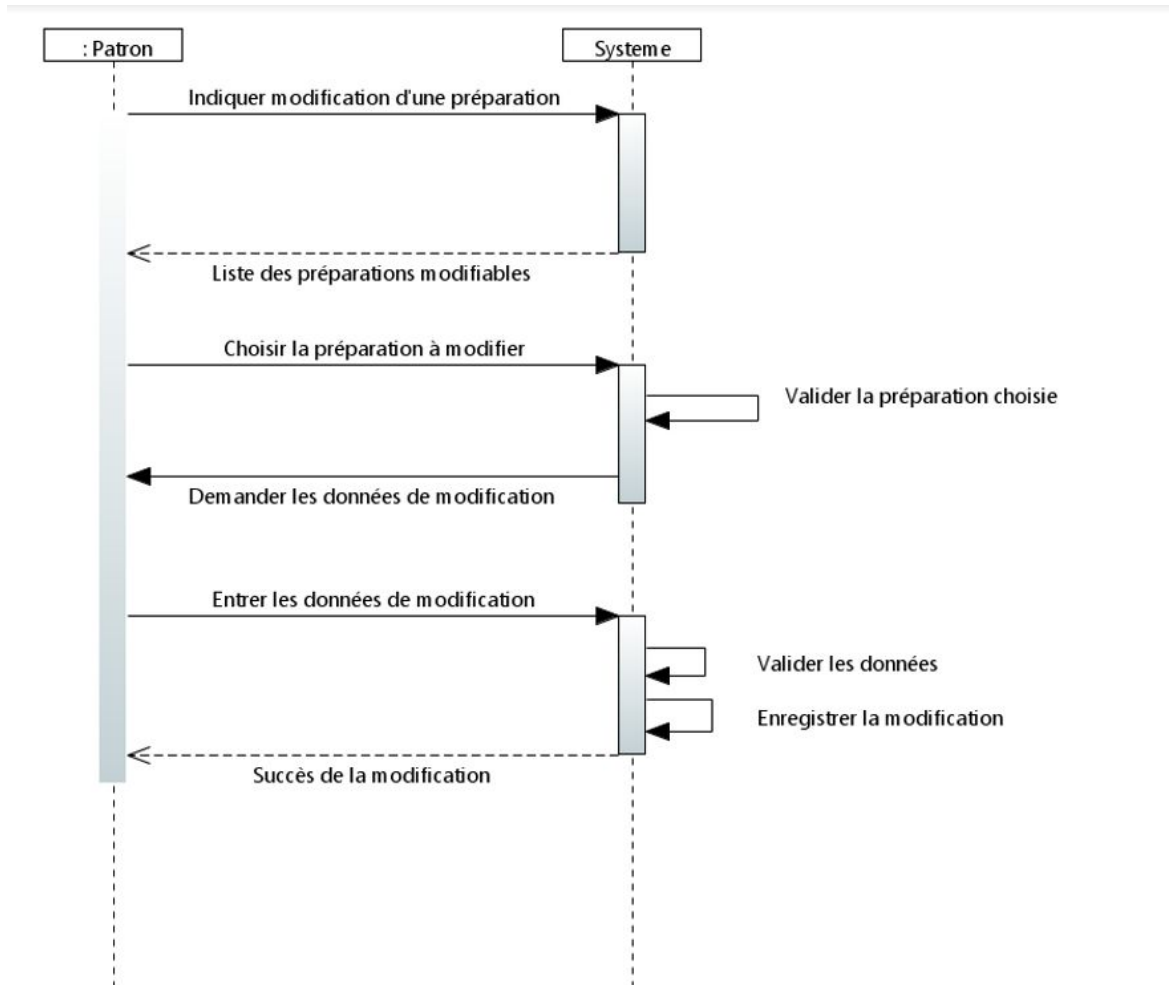 : Patron
Systeme
Indiquer modification d'une préparation
Liste des préparations modifiables
Choisir la préparation à modifier
Valider la préparation choisie
Demander les données de modification
Entrer les données de modification
Valider les données
Enregistrer la modification
Succès de la modification